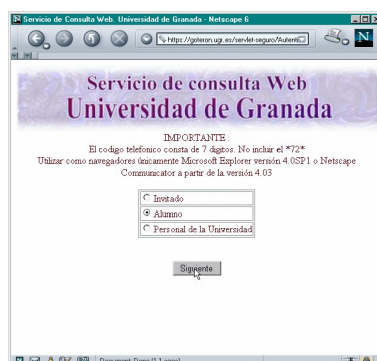 Servicio de Consulta Web. Universidad de Granada - Netscape 6
https://goteron.ugr.es/servlet-seguro/Autenti
Servicio de consulta Web
Universidad de Granada
IMPORTANTE :
El codigo telefonico consta de 7 digitos. No incluir el *72*
Utilizar como navegadores únicamente Microsoft Explorer versión 4.0SP1 o Netscape
Communicator a partir de la versión 4.03
Invitado
Alumno
Personal de la Universidad
Siguiente